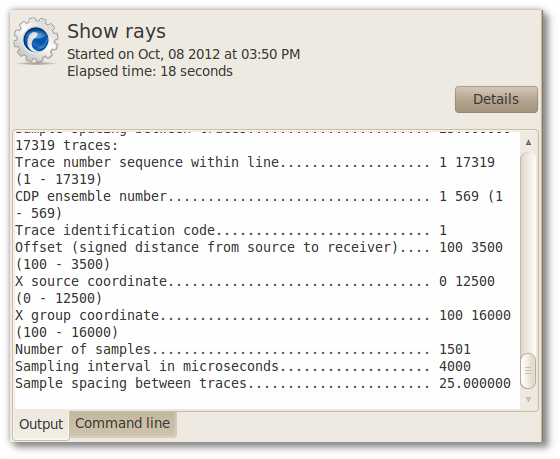 Show rays
Started on Oct, 08 2012 at 03:50 PM
Elapsed time: 18 seconds
Details
17319 traces:
Trace number sequence within line................... 1 17319
(1 - 17319)
CDP ensemble number................................. 1 569 (1
- 569)
Trace identification code........................... 1
Offset (signed distance from source to receiver).... 100 3500
(100 - 3500)
X source coordinate................................. 0 12500
(0 - 12500)
X group coordinate.................................. 100 16000
(100 - 16000)
Number of samples................................... 1501
Sampling interval in microseconds................... 4000
Sample spacing between traces....................... 25.000000
Output
Command line